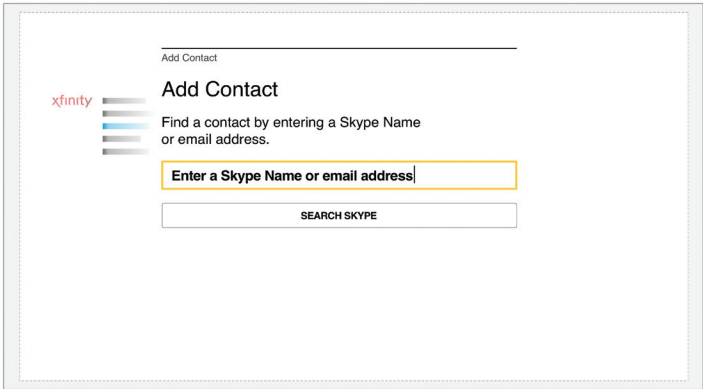 Add Contact
xfinity
Add Contact
Find a contact by entering a Skype Name
or email address.
Enter a Skype Name or email address
SEARCH SKYPE